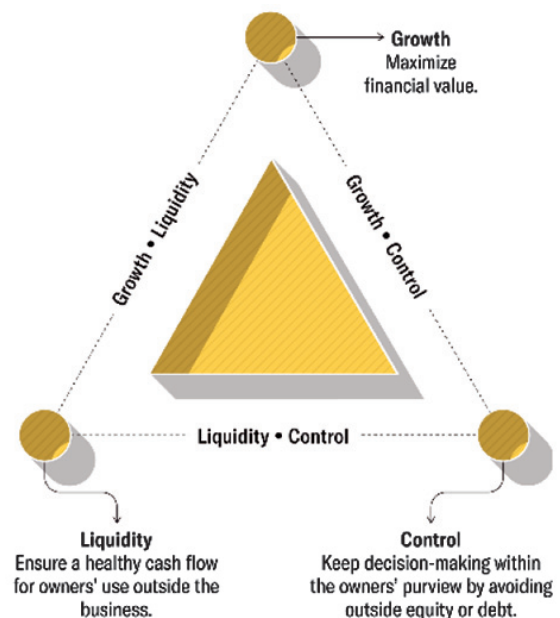 Growth
Maximize
financial value.
Growth • Liquidity
Growth • Control
Liquidity • Control
Liquidity
Ensure a healthy cash flow
for owners' use outside the
business.
Control
Keep decision-making within
the owners' purview by avoiding
outside equity or debt.